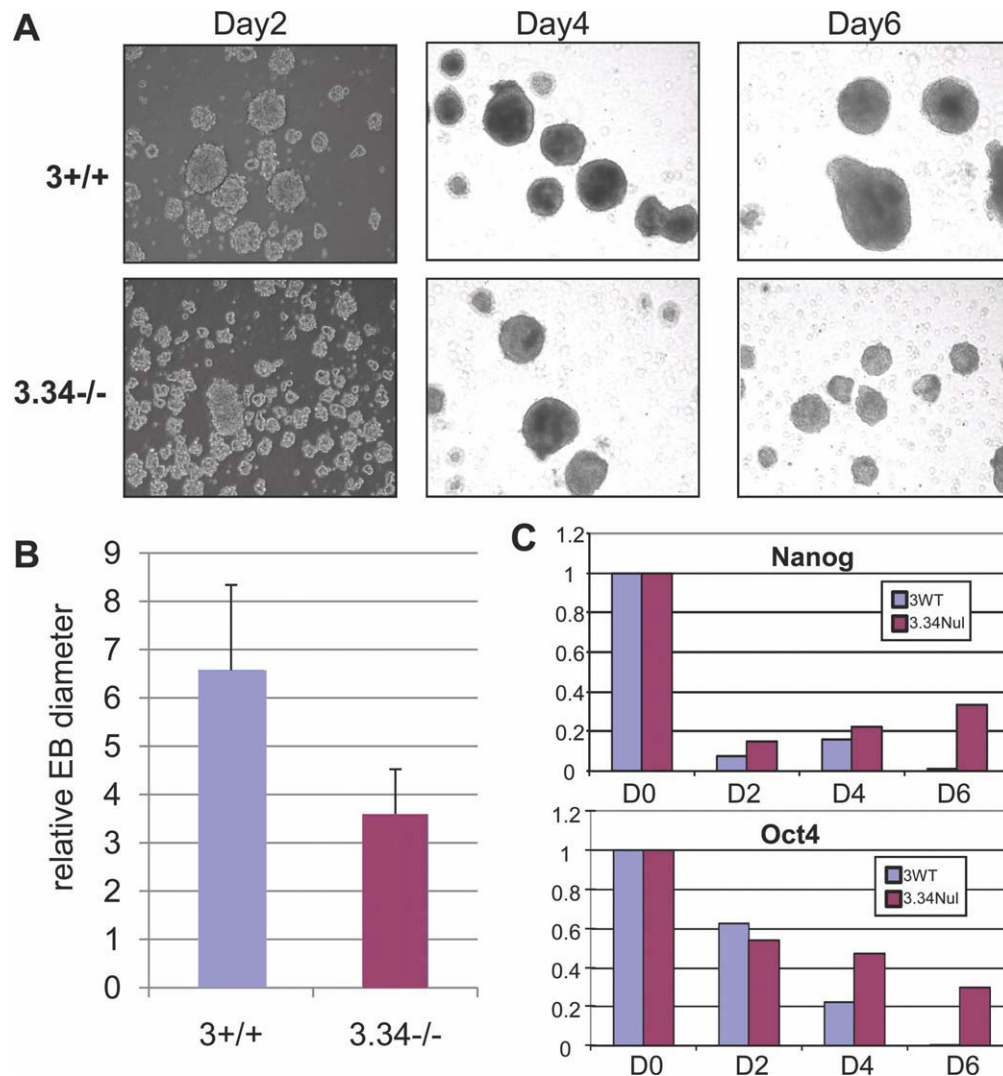 A
Day2 Day4 Day6
3+/+
3.34-/-
B
9
8
7
6
5
4
3
2
1
0
relative EB diameter
3+/+ 3.34-/-
C
Nanog
1.2
1
0.8
0.6
0.4
0.2
0
3WT
3.34Nul
D0 D2 D4 D6
Oct4
1.2
1
0.8
0.6
0.4
0.2
0
3WT
3.34Nul
D0 D2 D4 D6